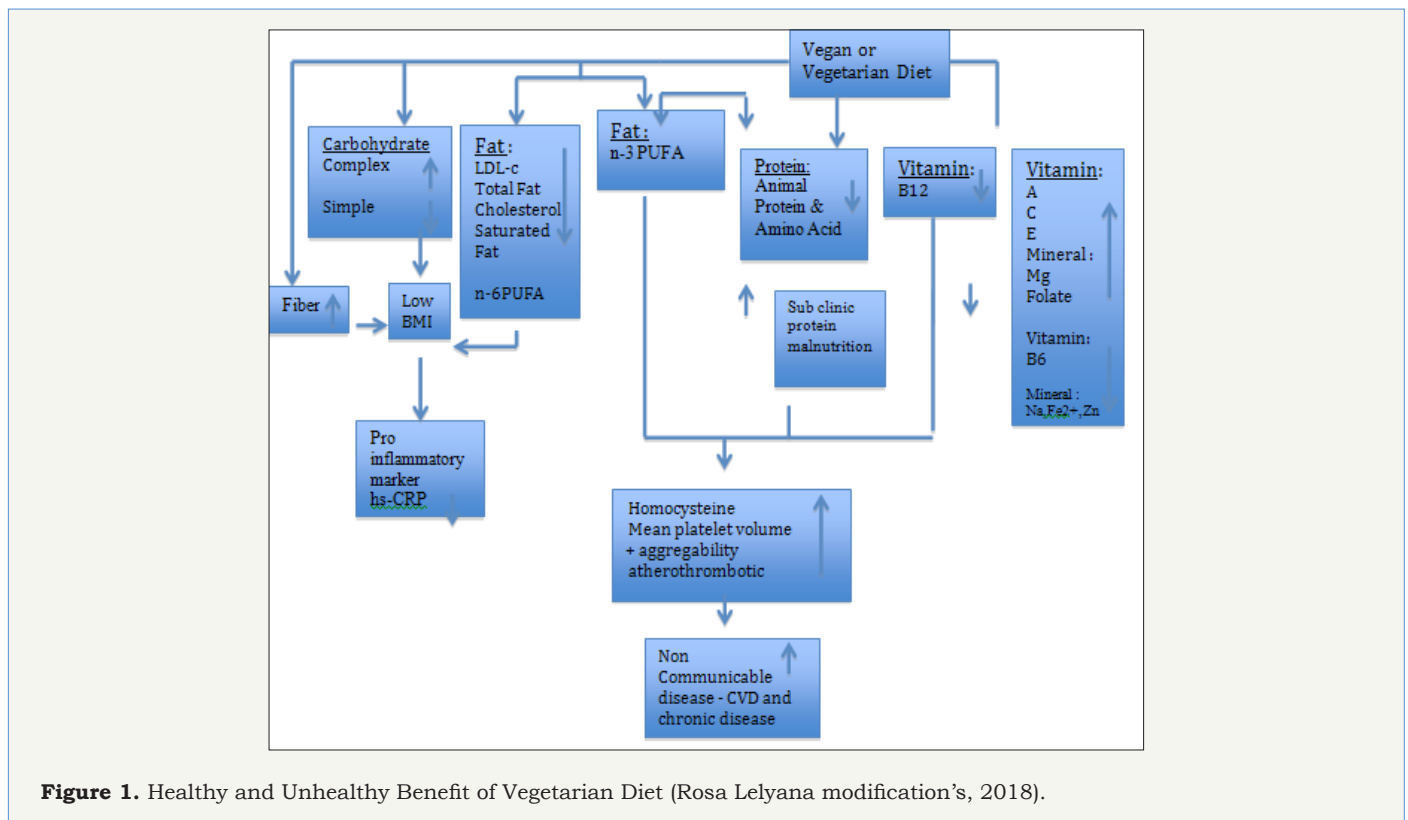 Vegan or
Vegetarian Diet
Carbohydrate
Complex
Simple
Fat:
LDL-c
Total Fat
Cholesterol
Saturated
Fat
n-6PUFA
Fat:
n-3 PUFA
Protein:
Animal
Protein &
Amino Acid
Vitamin:
B12
Vitamin:
A
C
E
Mineral:
Mg
Folate
Vitamin:
B6
Mineral :
Na,Fe2+,Zn
Fiber
Low
BMI
Sub clinic
protein
malnutrition
Pro
inflammatory
marker
hs-CRP
Homocysteine
Mean platelet volume
+ aggregability
atherothrombotic
Non
Communicable
disease - CVD and
chronic disease
Figure 1. Healthy and Unhealthy Benefit of Vegetarian Diet (Rosa Lelyana modification's, 2018).